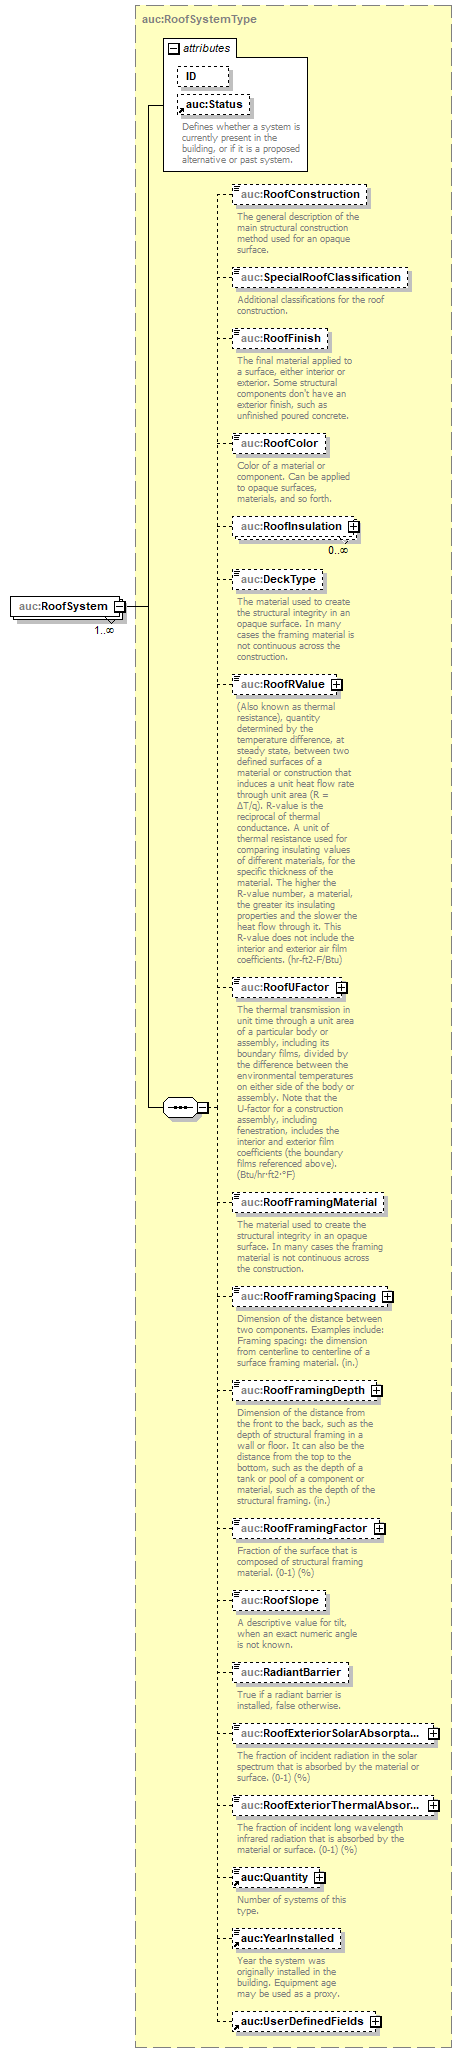 auc:RoofSystemType
attributes
ID
auc:Status
Defines whether a system is
currently present in the
building, or if it is a proposed
alternative or past system.
auc:RoofConstruction
The general description of the
main structural construction
method used for an opaque
surface.
auc:SpecialRoofClassification
Additional classifications for the roof
construction.
auc:RoofFinish
The final material applied to
a surface, either interior or
exterior. Some structural
components don't have an
exterior finish, such as
unfinished poured concrete.
auc:RoofColor
Color of a material or
component. Can be applied
to opaque surfaces,
materials, and so forth.
auc:RoofInsulation
0..∞
auc:DeckType
The material used to create
the structural integrity in an
opaque surface. In many
cases the framing material is
not continuous across the
construction.
auc:RoofSystem
1..∞
auc:RoofRValue
(Also known as thermal
resistance), quantity
determined by the
temperature difference, at
steady state, between two
defined surfaces of a
material or construction that
induces a unit heat flow rate
through unit area (R =
ΔT/q). R-value is the
reciprocal of thermal
conductance. A unit of
thermal resistance used for
comparing insulating values
of different materials, for the
specific thickness of the
material. The higher the
R-value number, a material,
the greater its insulating
properties and the slower the
heat flow through it. This
R-value does not include the
interior and exterior air film
coefficients. (hr-ft2-F/Btu)
auc:RoofUFactor
The thermal transmission in
unit time through a unit area
of a particular body or
assembly, including its
boundary films, divided by
the difference between the
environmental temperatures
on either side of the body or
assembly. Note that the
U-factor for a construction
assembly, including
fenestration, includes the
interior and exterior film
coefficients (the boundary
films referenced above).
(Btu/hr·ft2·°F)
auc:RoofFramingMaterial
The material used to create the
structural integrity in an opaque
surface. In many cases the framing
material is not continuous across
the construction.
auc:RoofFramingSpacing
Dimension of the distance between
two components. Examples include:
Framing spacing: the dimension
from centerline to centerline of a
surface framing material. (in.)
auc:RoofFramingDepth
Dimension of the distance from
the front to the back, such as the
depth of structural framing in a
wall or floor. It can also be the
distance from the top to the
bottom, such as the depth of a
tank or pool of a component or
material, such as the depth of the
structural framing. (in.)
auc:RoofFramingFactor
Fraction of the surface that is
composed of structural framing
material. (0-1) (%)
auc:RoofSlope
A descriptive value for tilt,
when an exact numeric angle
is not known.
auc:RadiantBarrier
True if a radiant barrier is
installed, false otherwise.
auc:RoofExteriorSolarAbsorpta...
The fraction of incident radiation in the solar
spectrum that is absorbed by the material or
surface. (0-1) (%)
auc:RoofExteriorThermalAbsor...
The fraction of incident long wavelength
infrared radiation that is absorbed by the
material or surface. (0-1) (%)
auc:Quantity
Number of systems of this
type.
auc:YearInstalled
Year the system was
originally installed in the
building. Equipment age
may be used as a proxy.
auc:UserDefinedFields